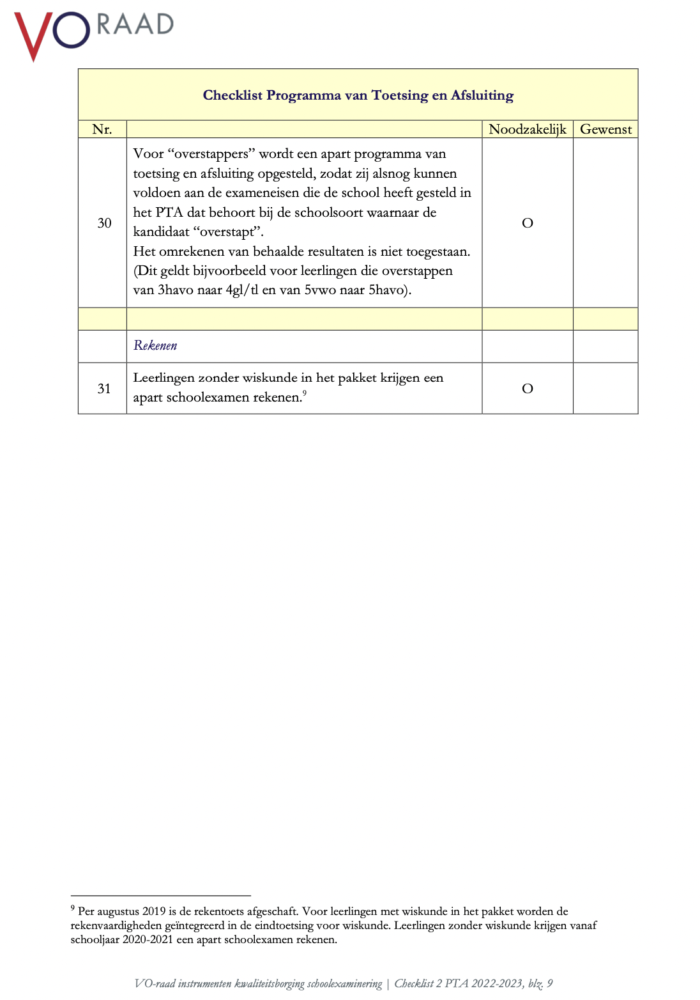 VO RAAD
Checklist Programma van Toetsing en Afsluiting
Nr. Noodzakelijk Gewenst
30
Voor “overstappers” wordt een apart programma van
toetsing en afsluiting opgesteld, zodat zij alsnog kunnen
voldoen aan de exameneisen die de school heeft gesteld in
het PTA dat behoort bij de schoolsoort waarnaar de
kandidaat “overstapt”.
Het omrekenen van behaalde resultaten is niet toegestaan.
(Dit geldt bijvoorbeeld voor leerlingen die overstappen
van 3havo naar 4gl/tl en van 5vwo naar 5havo).
O
Rekenen
31
Leerlingen zonder wiskunde in het pakket krijgen een
apart schoolexamen rekenen.⁹
O
⁹ Per augustus 2019 is de rekentoets afgeschaft. Voor leerlingen met wiskunde in het pakket worden de
rekenvaardigheden geïntegreerd in de eindtoetsing voor wiskunde. Leerlingen zonder wiskunde krijgen vanaf
schooljaar 2020-2021 een apart schoolexamen rekenen.
VO-raad instrumenten kwaliteitsborging schoolexaminering | Checklist 2 PTA 2022-2023, blz. 9